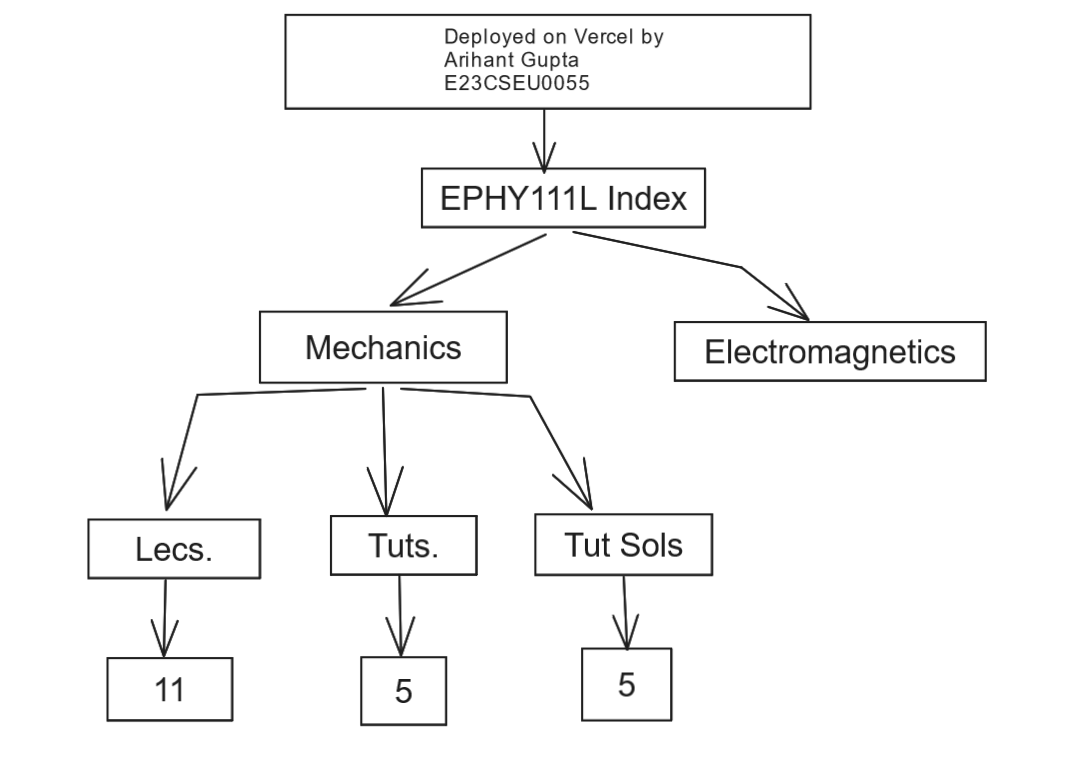 Deployed on Vercel by
Arihant Gupta
E23CSEU0055
EPHY111L Index
Mechanics
Electromagnetics
Lecs.
Tuts.
Tut Sols
11
5
5